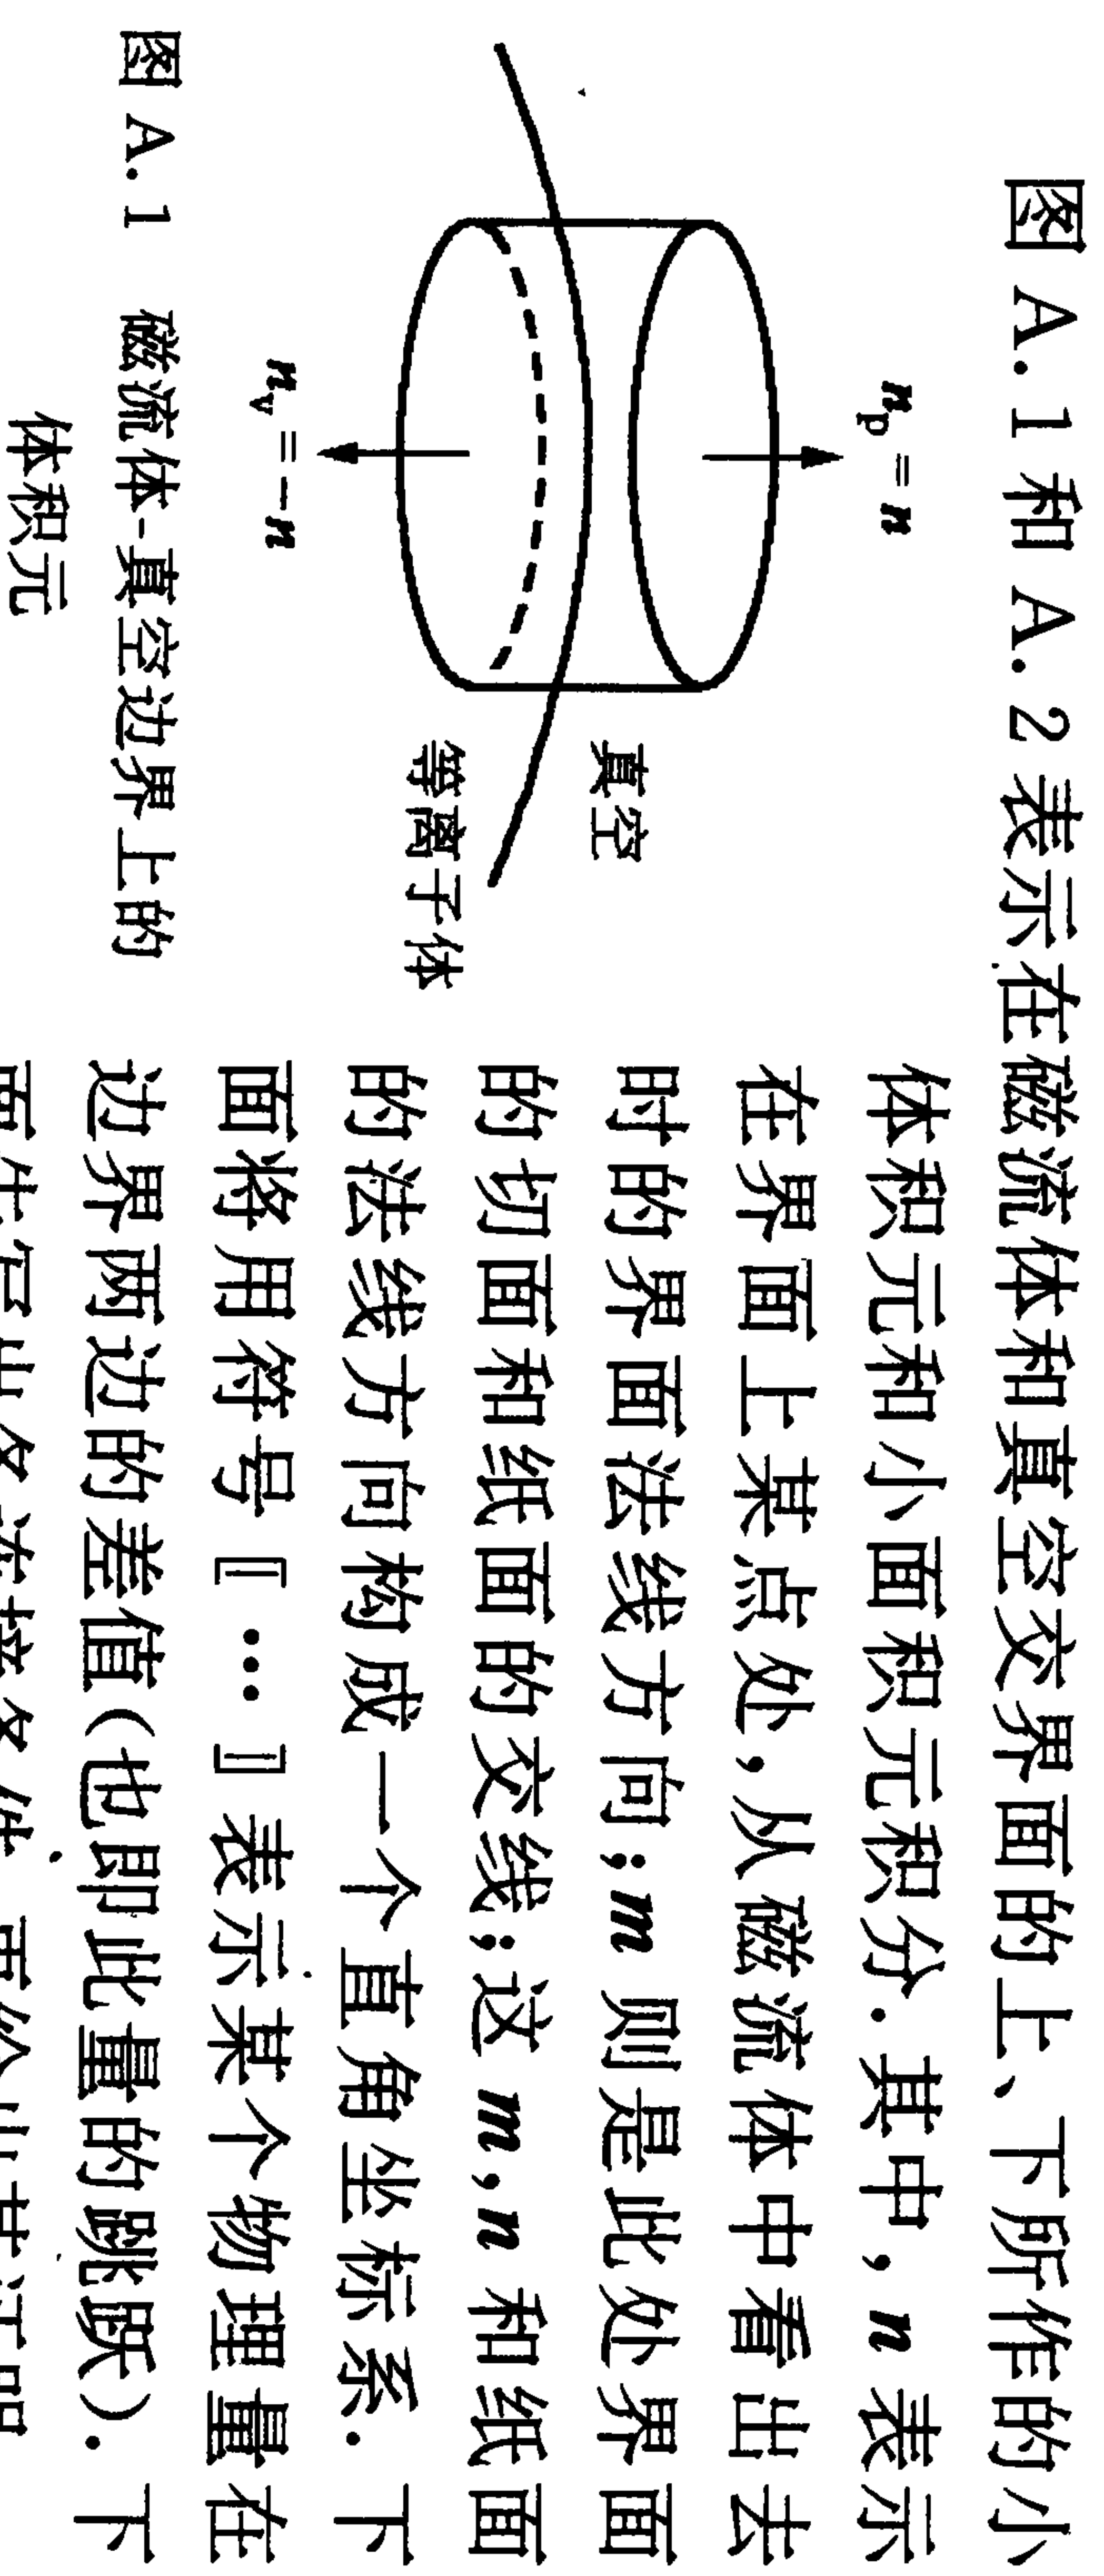 图 A.1 和 A.2 表示在磁流体和真空交界面的上、下所作的小
体积元和小面积元积分.其中,n 表示
在界面上某点处,从磁流体中看出去
时的界面法线方向;m 则是此处界面
的切面和纸面的交线;这 m,n 和纸面
的法线方向构成一个直角坐标系.下
面将用符号〚…〛表示某个物理量在
边界两边的差值(也即此量的跳跃).下
n_p = n
真空
等离子体
n_v = -n
图 A.1 磁流体-真空边界上的
体积元